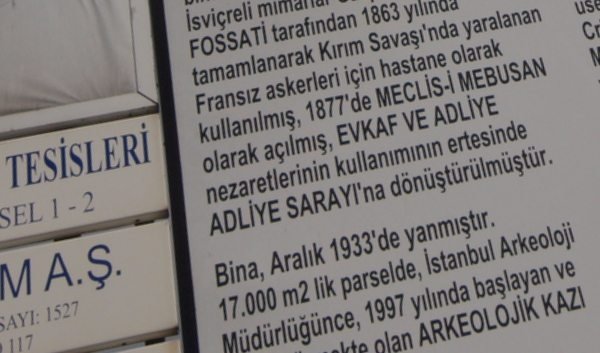 İsviçreli mimarlar
FOSSATİ tarafından 1863 yılında
tamamlanarak Kırım Savaşı'nda yaralanan
Fransız askerleri için hastane olarak
kullanılmış, 1877'de MECLİS-İ MEBUSAN
olarak açılmış, EVKAF VE ADLİYE
nezaretlerinin kullanımının ertesinde
ADLİYE SARAYI'na dönüştürülmüştür.
Bina, Aralık 1933'de yanmıştır.
17.000 m2 lik parselde, İstanbul Arkeoloji
Müdürlüğünce, 1997 yılında başlayan ve
olan ARKEOLOJİK KAZI
TESİSLERİ
SEL 1 - 2
M A.Ş.
SAYI: 1527
117